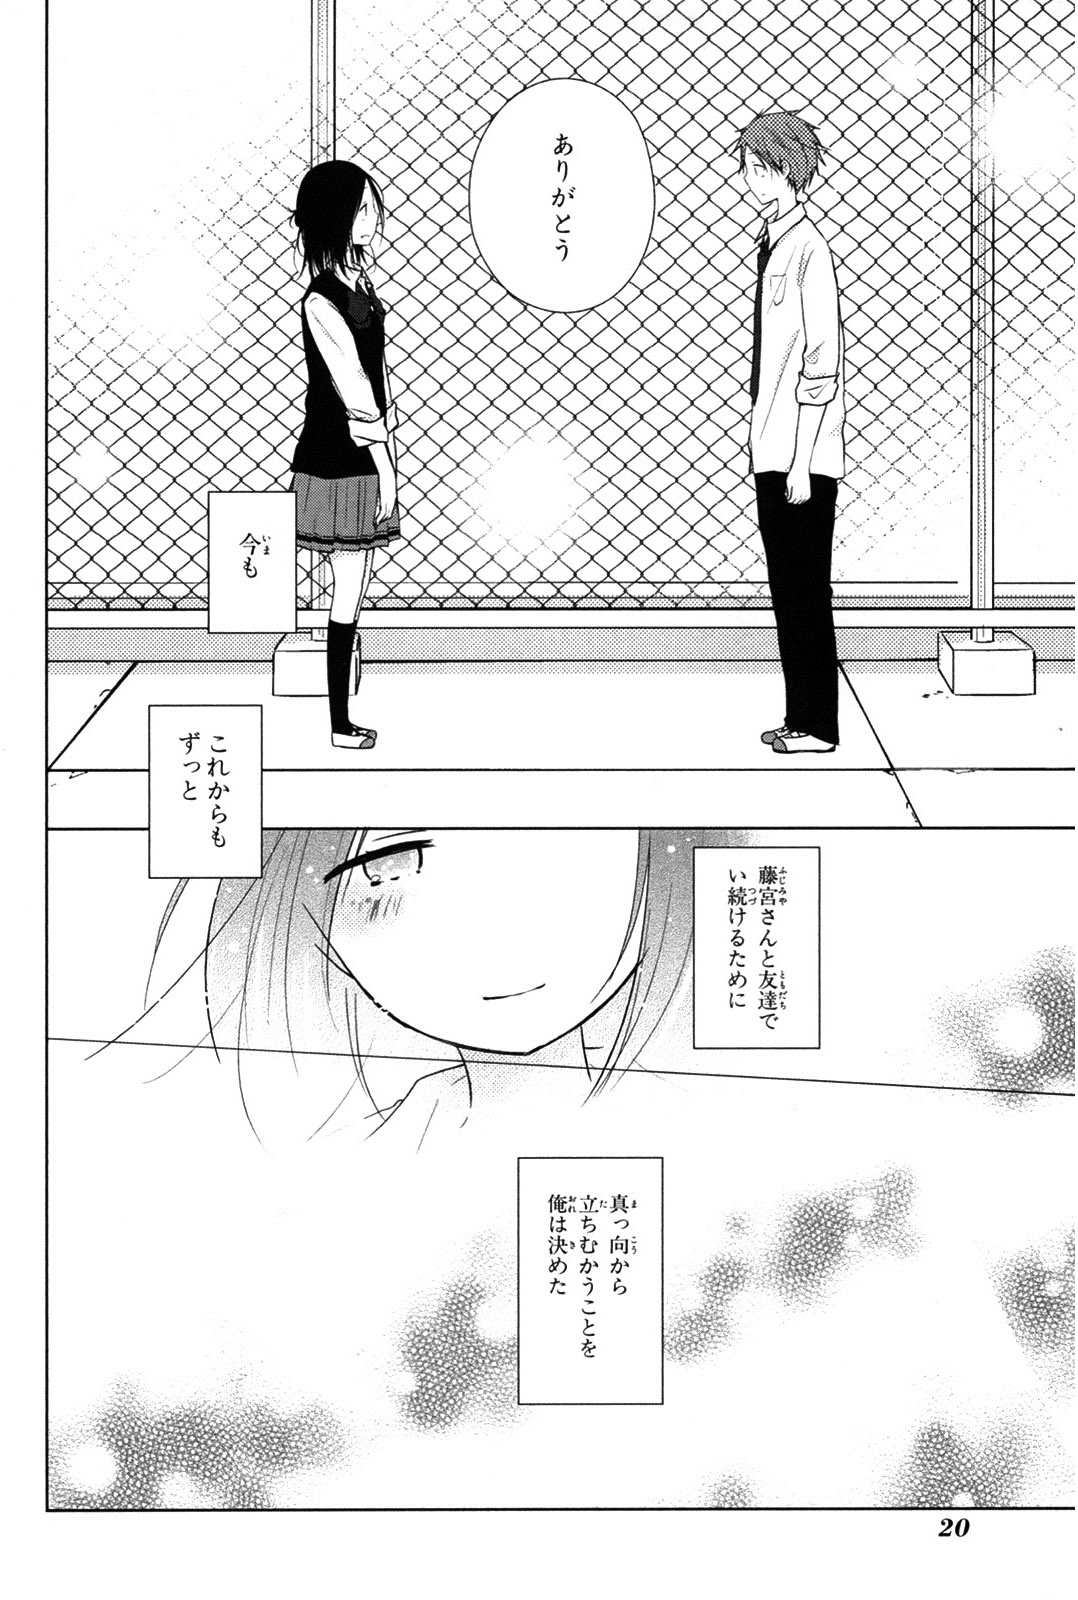 ありがとう
今も
これからも
ずっと
藤宮さんと友達で
い続けるために
真っ向から
立ちむかうことを
俺は決めた
20